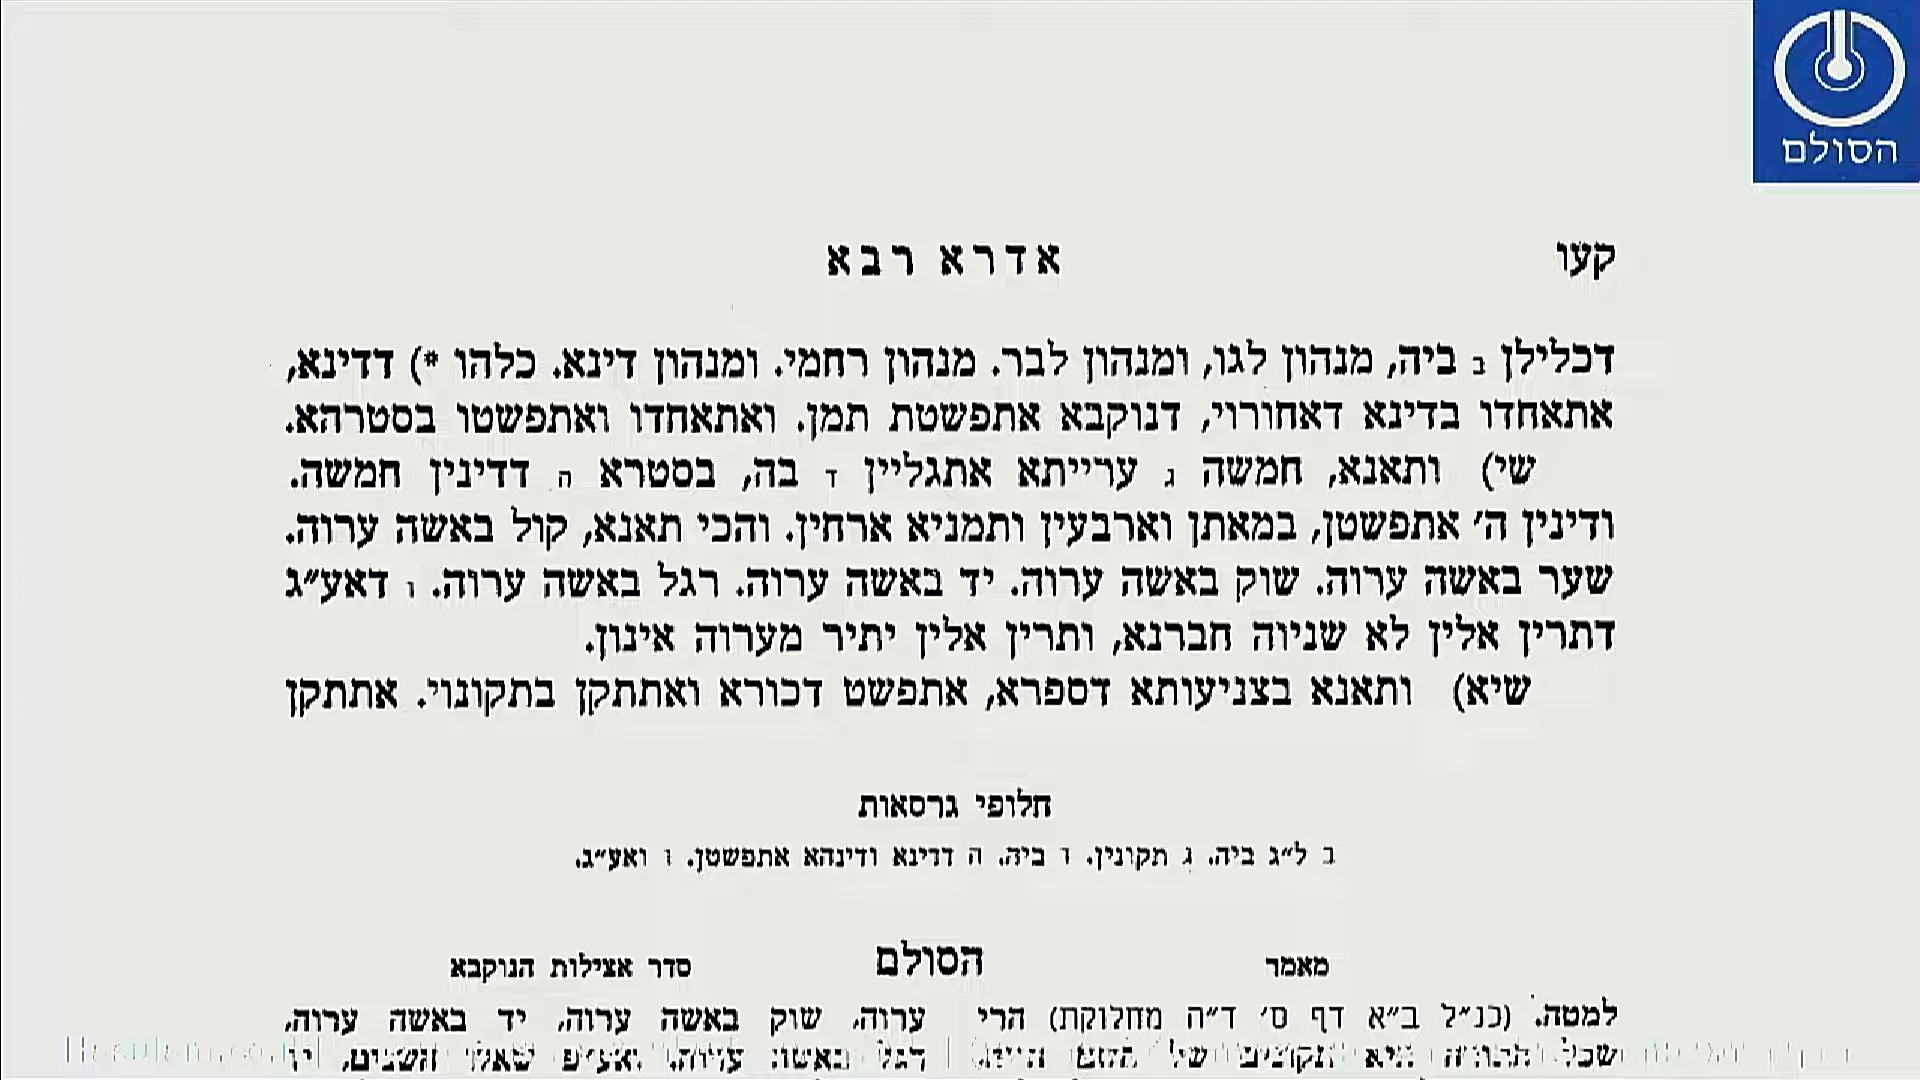 הסולם
קעו
אדרא רבא
דכלילן ב ביה, מנהון לגו, ומנהון לבר. מנהון רחמי. ומנהון דינא. כלהו *) דדינא,
אתאחדו בדינא דאחורוי, דנוקבא אתפשטת תמן. ואתאחדו ואתפשטו בסטרהא.
שי) ותאנא, חמשה ג ערייתא אתגליין ד בה, בסטרא ה דדינין חמשה.
ודינין ה׳ אתפשטן, במאתן וארבעין ותמניא ארחין. והכי תאנא, קול באשה ערוה.
שער באשה ערוה. שוק באשה ערוה. יד באשה ערוה. רגל באשה ערוה. ו דאע״ג
דתרין אלין לא שניוה חברנא, ותרין אלין יתיר מערוה אינון.
שיא) ותאנא בצניעותא דספרא, אתפשט דכורא ואתתקן בתקונוי. אתתקן
חלופי גרסאות
ב ל״ג ביה. ג תקונין. ד ביה. ה דדינא ודינהא אתפשטן. ו ואע״ג.
מאמר
הסולם
סדר אצילות הנוקבא
למטה. (כנ״ל ב״א דף ס׳ ד״ה מחלוקת) הרי
ערוה, שוק באשה ערוה, יד באשה ערוה,